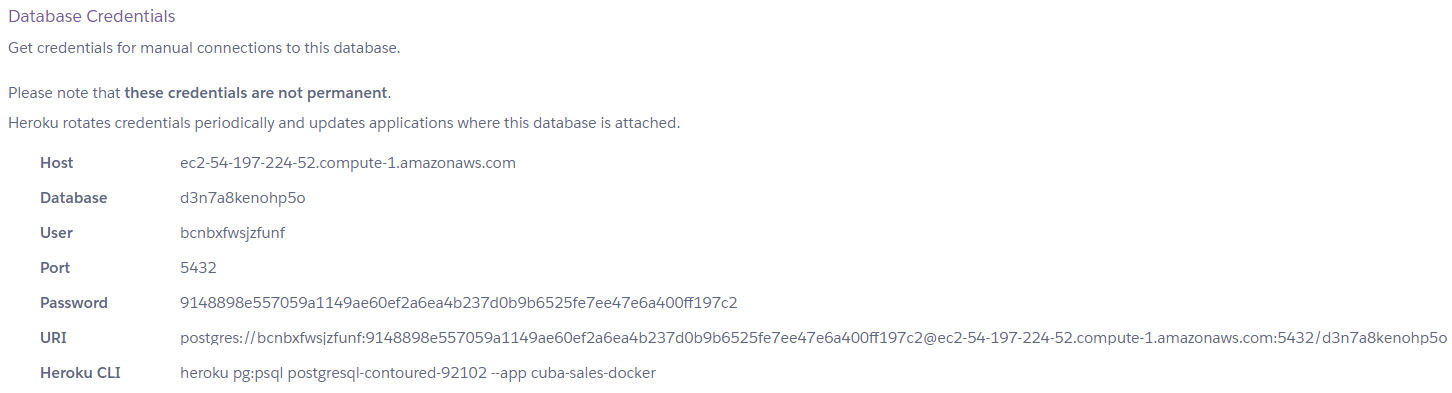 Database Credentials
Get credentials for manual connections to this database.
Please note that these credentials are not permanent.
Heroku rotates credentials periodically and updates applications where this database is attached.
Host ec2-54-197-224-52.compute-1.amazonaws.com
Database d3n7a8kenohp5o
User bcnbxfwsjzfunf
Port 5432
Password 9148898e557059a1149ae60ef2a6ea4b237d0b9b6525fe7ee47e6a400ff197c2
URI postgres://bcnbxfwsjzfunf:9148898e557059a1149ae60ef2a6ea4b237d0b9b6525fe7ee47e6a400ff197c2@ec2-54-197-224-52.compute-1.amazonaws.com:5432/d3n7a8kenohp5o
Heroku CLI heroku pg:psql postgresql-contoured-92102 --app cuba-sales-docker